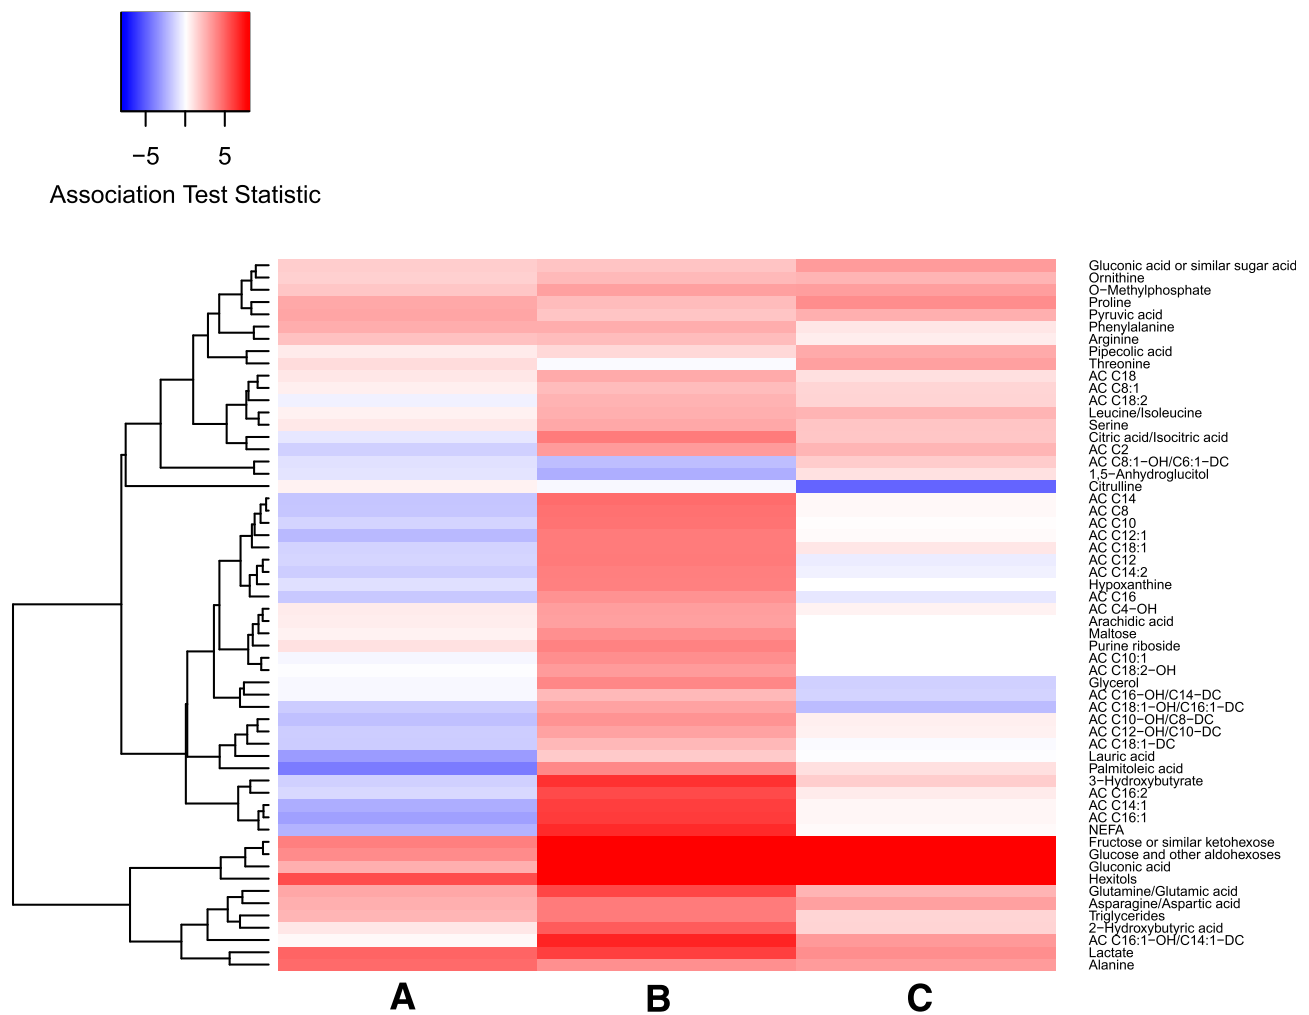 −5 5
Association Test Statistic
Gluconic acid or similar sugar acid
Ornithine
O−Methylphosphate
Proline
Pyruvic acid
Phenylalanine
Arginine
Pipecolic acid
Threonine
AC C18
AC C8:1
AC C18:2
Leucine/Isoleucine
Serine
Citric acid/Isocitric acid
AC C2
AC C8:1−OH/C6:1−DC
1,5−Anhydroglucitol
Citrulline
AC C14
AC C8
AC C10
AC C12:1
AC C18:1
AC C12
AC C14:2
Hypoxanthine
AC C16
AC C4−OH
Arachidic acid
Maltose
Purine riboside
AC C10:1
AC C18:2−OH
Glycerol
AC C16−OH/C14−DC
AC C18:1−OH/C16:1−DC
AC C10−OH/C8−DC
AC C12−OH/C10−DC
AC C18:1−DC
Lauric acid
Palmitoleic acid
3−Hydroxybutyrate
AC C16:2
AC C14:1
AC C16:1
NEFA
Fructose or similar ketohexose
Glucose and other aldohexoses
Gluconic acid
Hexitols
Glutamine/Glutamic acid
Asparagine/Aspartic acid
Triglycerides
2−Hydroxybutyric acid
AC C16:1−OH/C14:1−DC
Lactate
Alanine
A B C